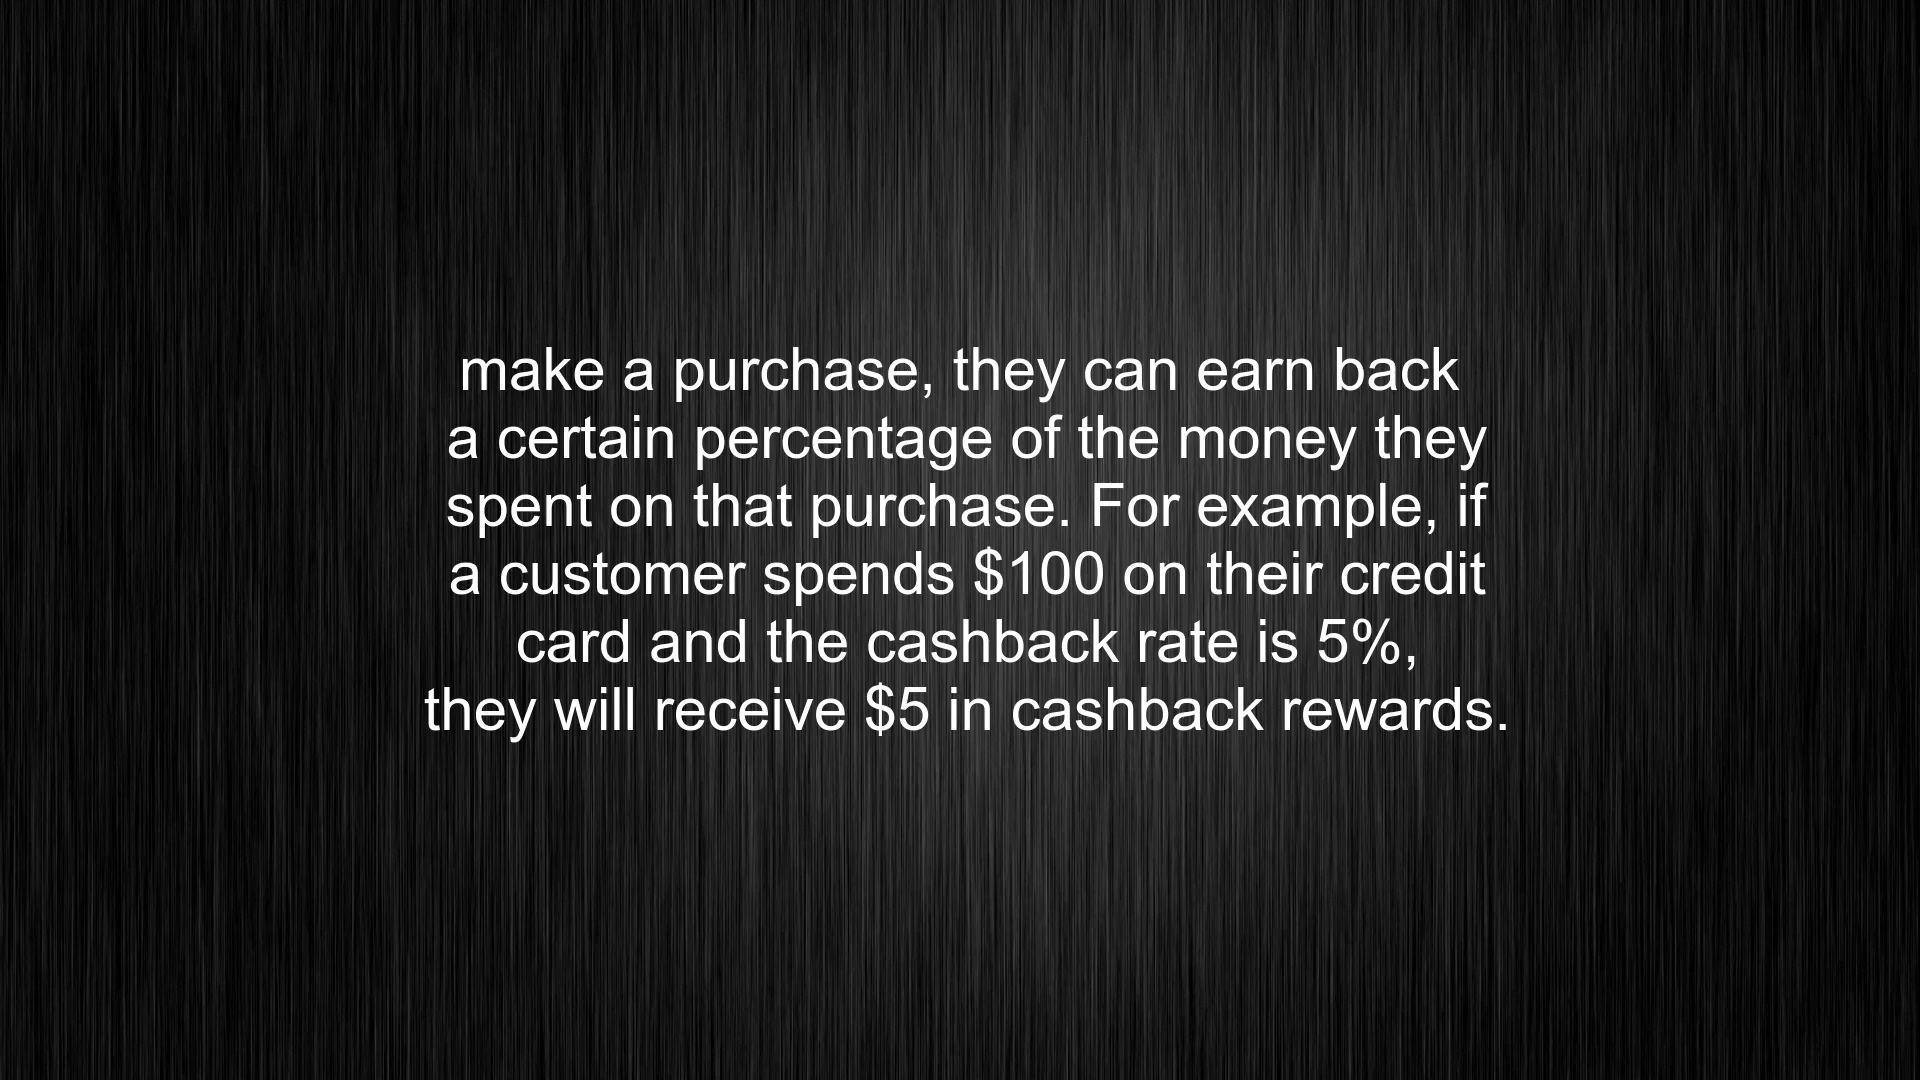 make a purchase, they can earn back
a certain percentage of the money they
spent on that purchase. For example, if
a customer spends $100 on their credit
card and the cashback rate is 5%,
they will receive $5 in cashback rewards.